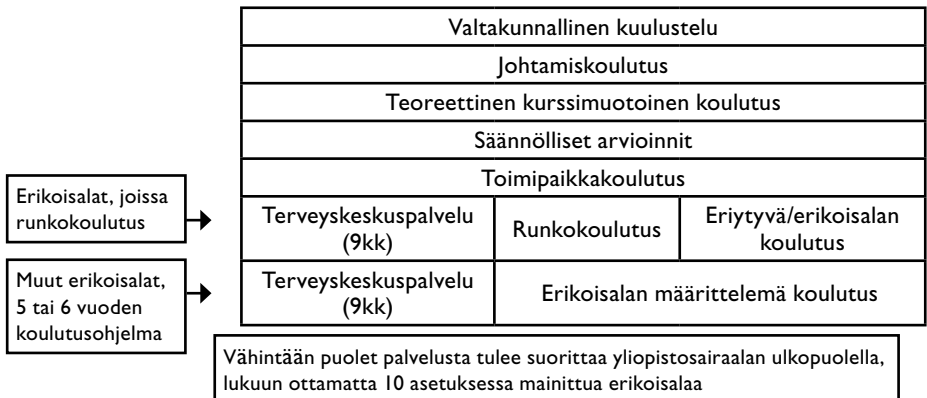 Valtakunnallinen kuulustelu
Johtamiskoulutus
Teoreettinen kurssimuotoinen koulutus
Säännölliset arvioinnit
Toimipaikkakoulutus
Erikoisalat, joissa
runkokoulutus
Terveyskeskuspalvelu
(9kk)
Runkokoulutus
Eriytyvä/erikoisalan
koulutus
Muut erikoisalat,
5 tai 6 vuoden
koulutusohjelma
Terveyskeskuspalvelu
(9kk)
Erikoisalan määrittelemä koulutus
Vähintään puolet palvelusta tulee suorittaa yliopistosairaalan ulkopuolella,
lukuun ottamatta 10 asetuksessa mainittua erikoisalaa